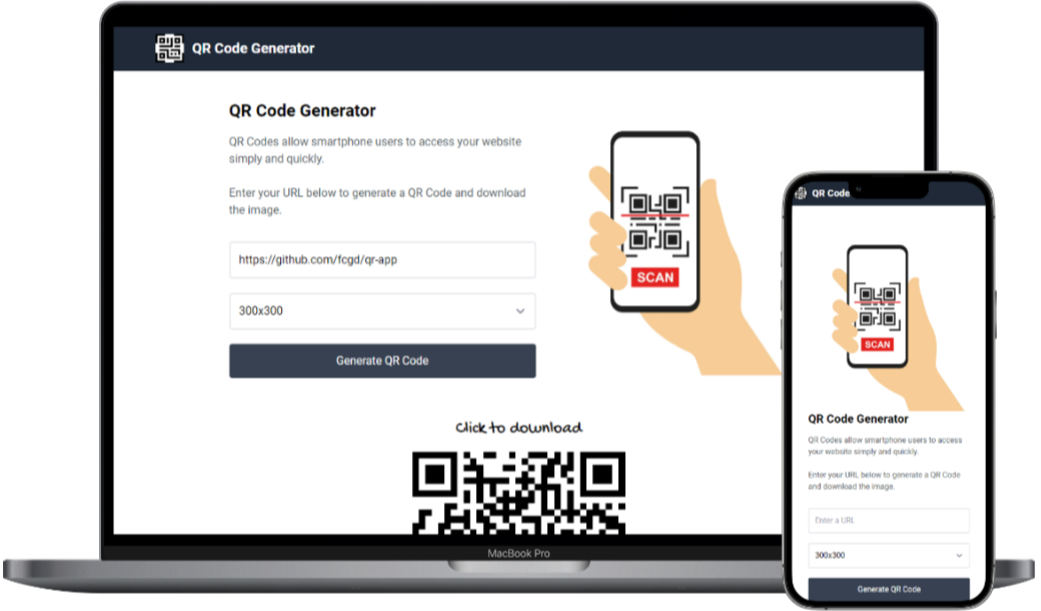 QR Code Generator
QR Code Generator
QR Codes allow smartphone users to access your website
simply and quickly.
Enter your URL below to generate a QR Code and download
the image.
https://github.com/fcgd/qr-app
300x300
Generate QR Code
SCAN
Click to download
MacBook Pro
QR Code
SCAN
QR Code Generator
QR Codes allow smartphone users to access
your website simply and quickly.
Enter your URL below to generate a QR Code
and download the image.
Enter a URL
300x300
Generate QR Code